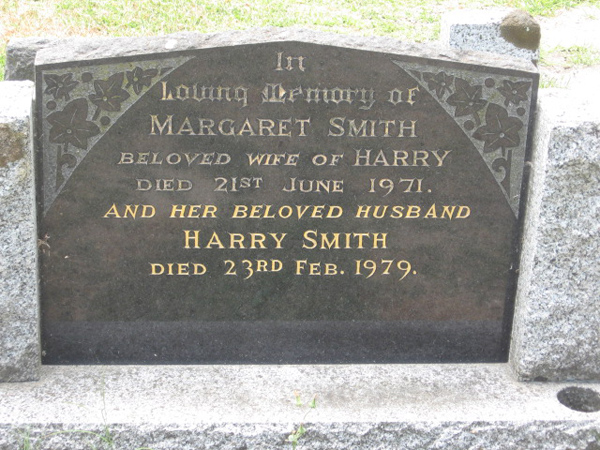 In
Loving Memory of
MARGARET SMITH
BELOVED WIFE OF HARRY
DIED 21ST JUNE 1971.
AND HER BELOVED HUSBAND
HARRY SMITH
DIED 23RD FEB. 1979.